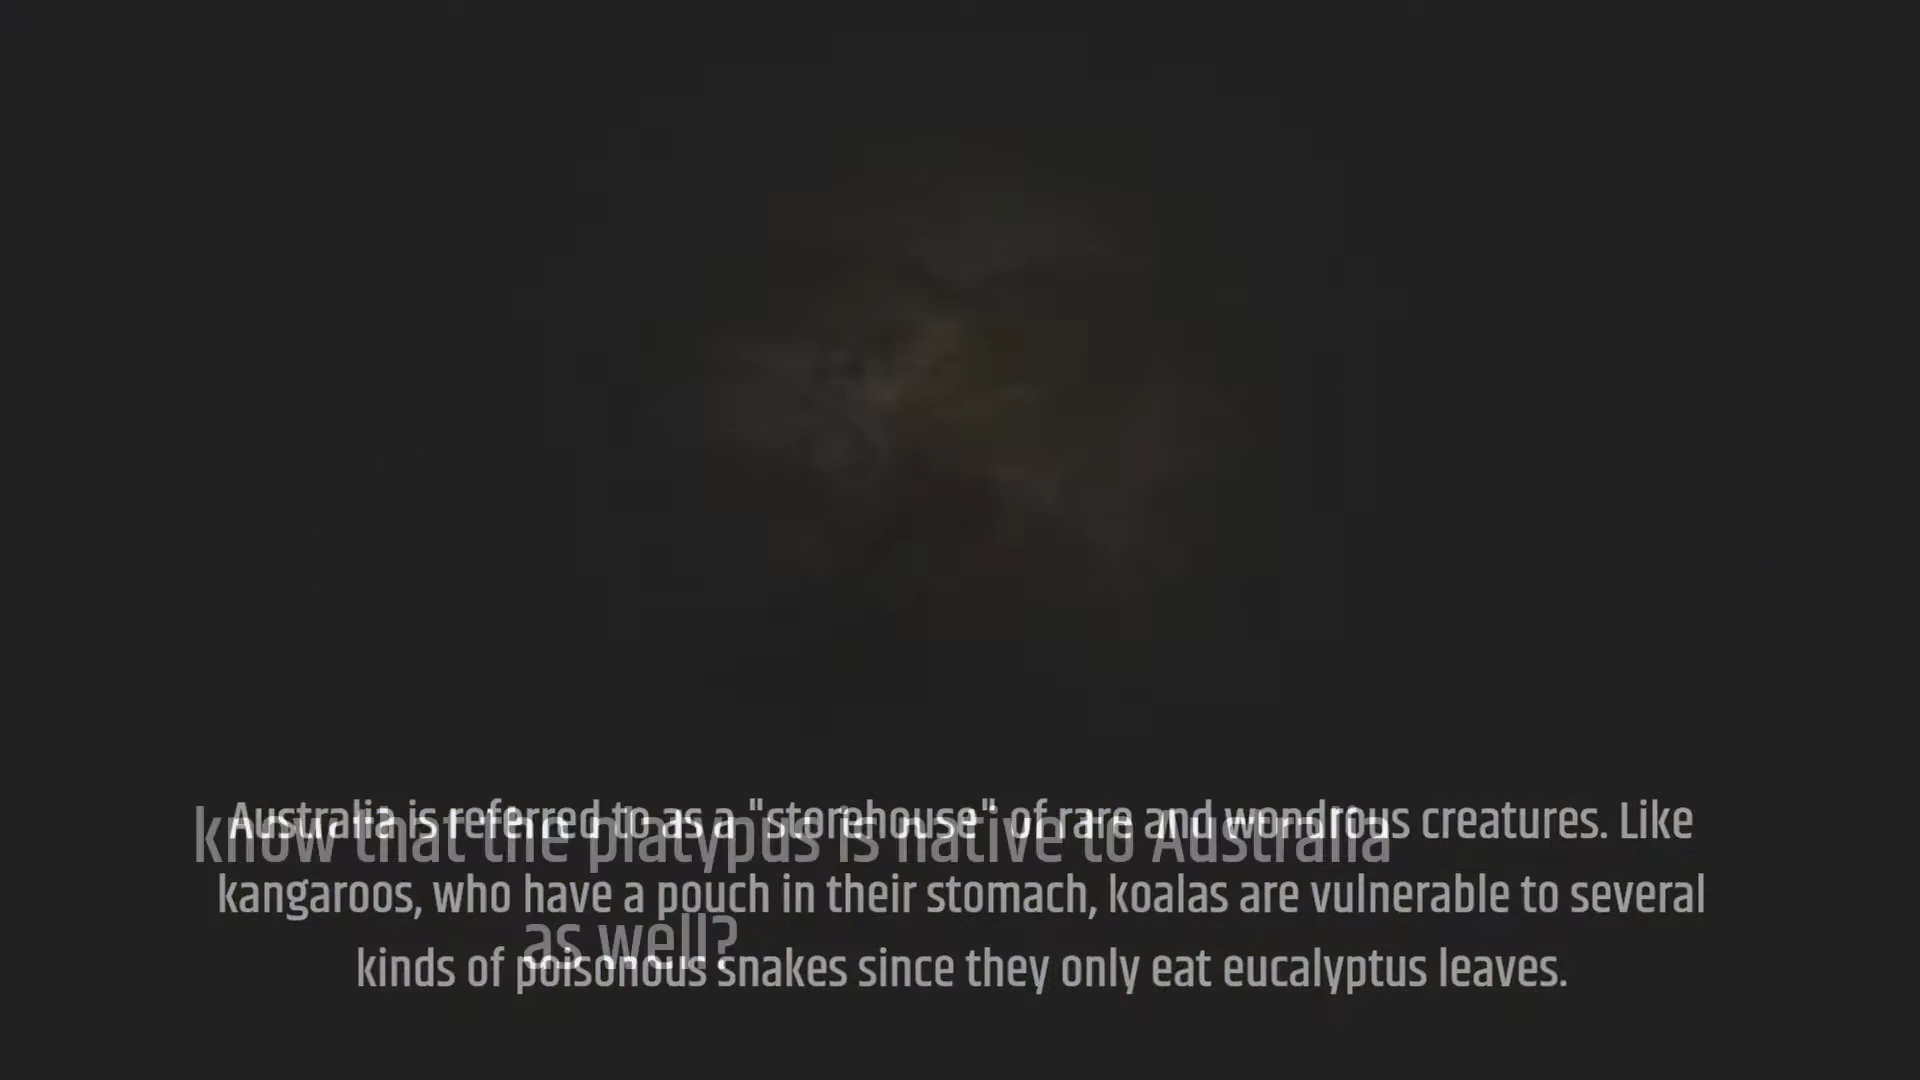 Australia is referred to as a "storehouse" of rare and wondrous creatures. Like
know that the platypus is native to Australia
kangaroos, who have a pouch in their stomach, koalas are vulnerable to several
as well?
kinds of poisonous snakes since they only eat eucalyptus leaves.